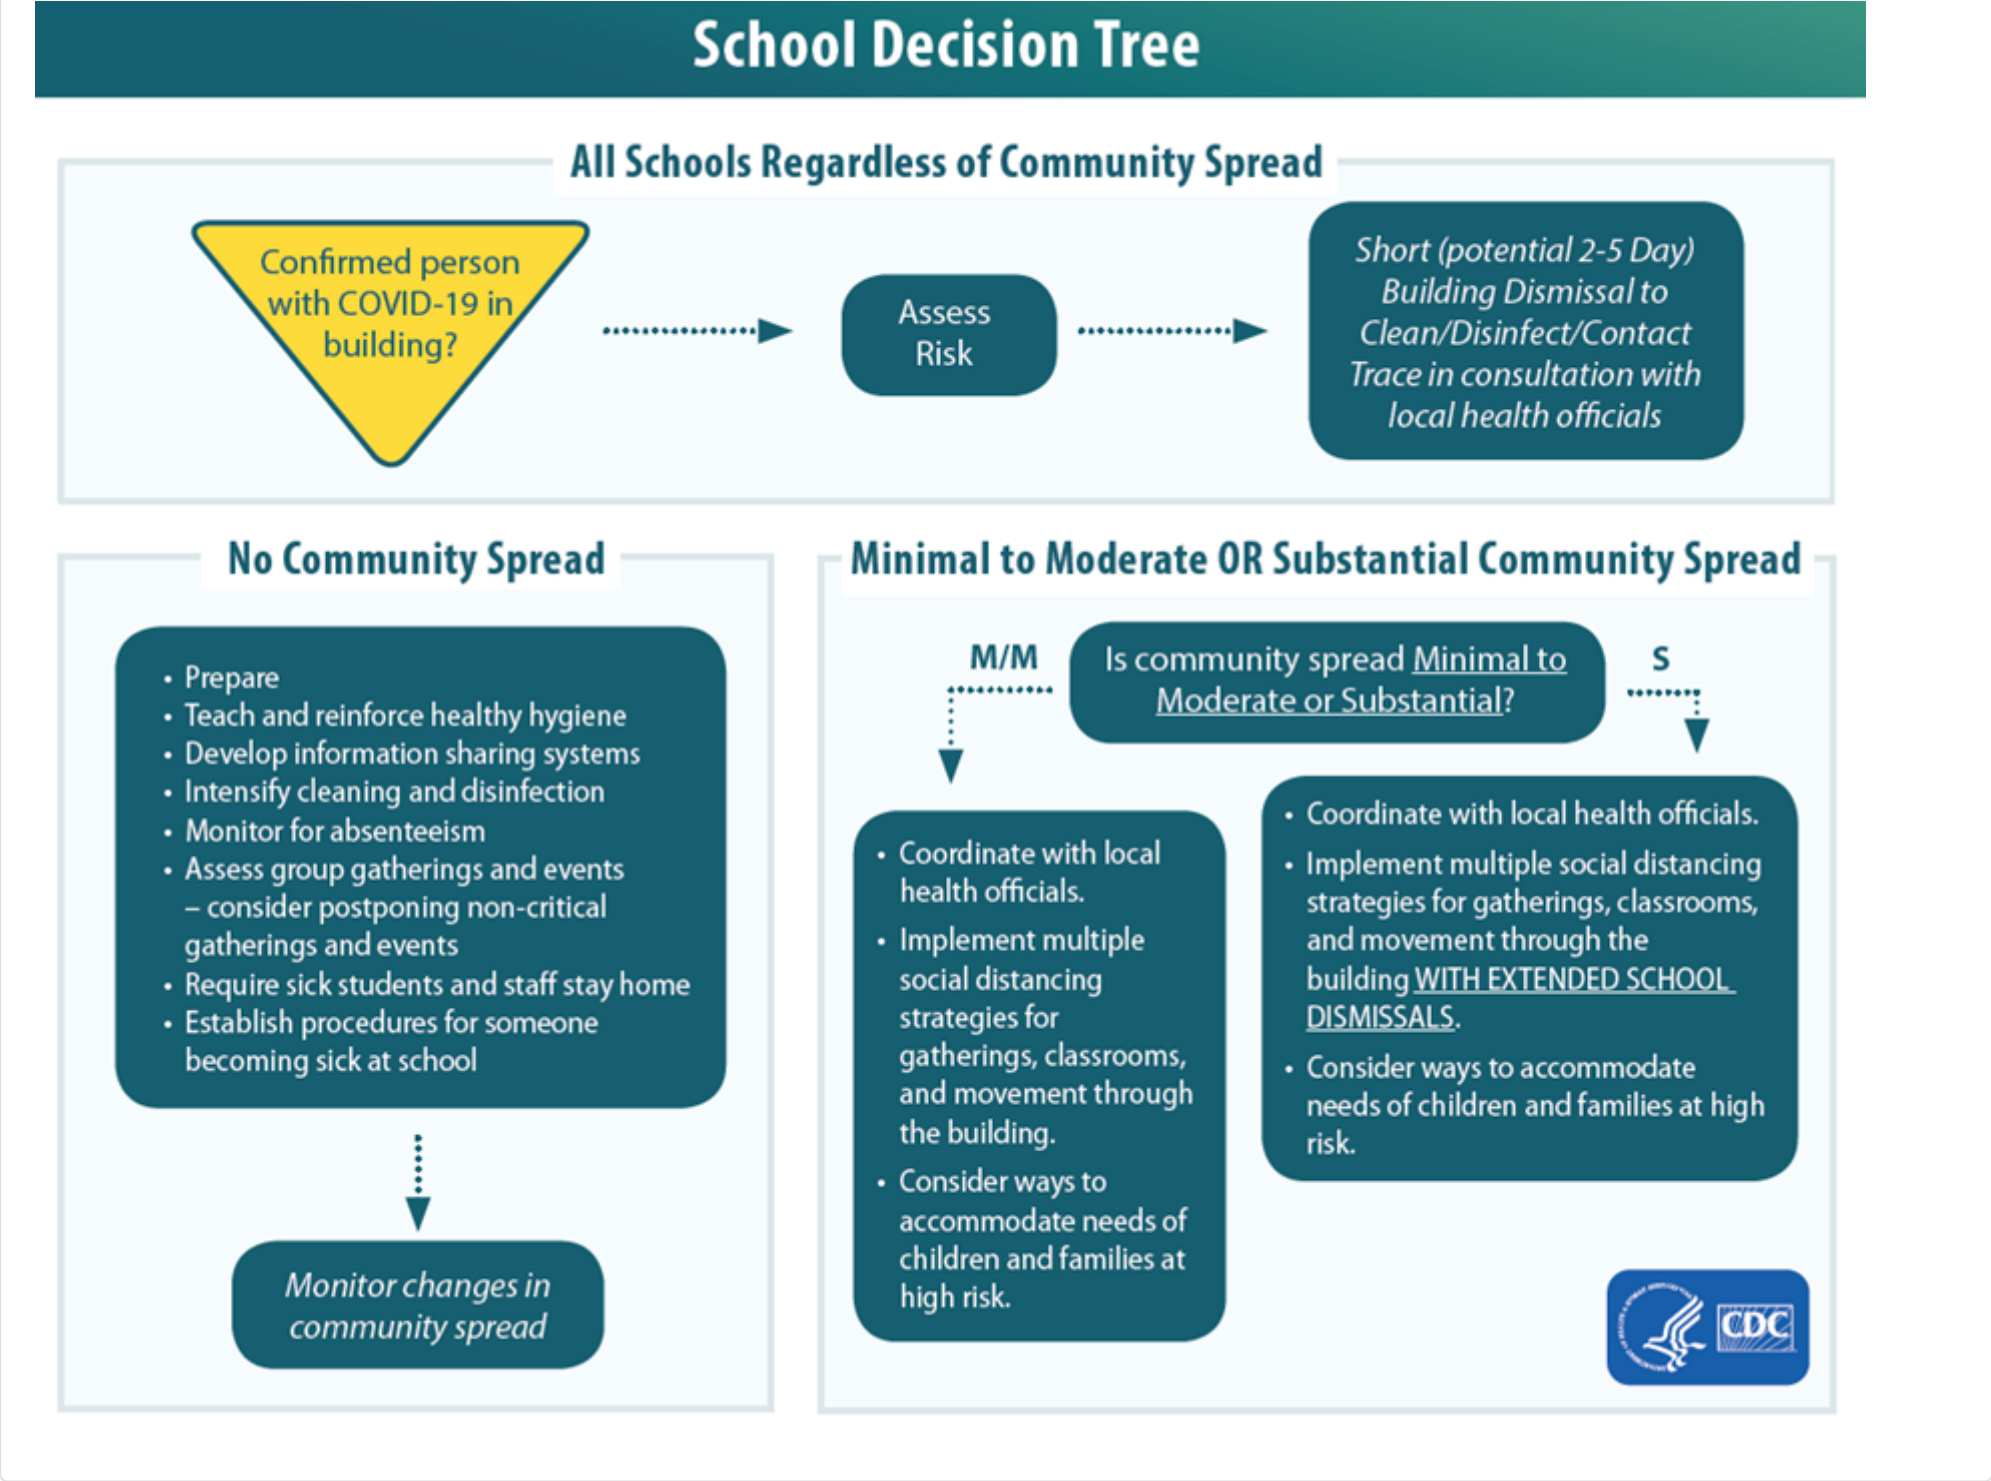 School Decision Tree
All Schools Regardless of Community Spread
Confirmed person
with COVID-19 in
building?
Assess
Risk
Short (potential 2-5 Day)
Building Dismissal to
Clean/Disinfect/Contact
Trace in consultation with
local health officials
No Community Spread
• Prepare
• Teach and reinforce healthy hygiene
• Develop information sharing systems
• Intensify cleaning and disinfection
• Monitor for absenteeism
• Assess group gatherings and events
– consider postponing non-critical
gatherings and events
• Require sick students and staff stay home
• Establish procedures for someone
becoming sick at school
Monitor changes in
community spread
Minimal to Moderate OR Substantial Community Spread
M/M
Is community spread Minimal to
Moderate or Substantial?
S
• Coordinate with local
health officials.
• Implement multiple
social distancing
strategies for
gatherings, classrooms,
and movement through
the building.
• Consider ways to
accommodate needs of
children and families at
high risk.
• Coordinate with local health officials.
• Implement multiple social distancing
strategies for gatherings, classrooms,
and movement through the
building WITH EXTENDED SCHOOL
DISMISSALS.
• Consider ways to accommodate
needs of children and families at high
risk.
CDC